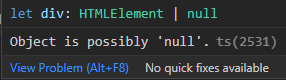 let div: HTMLElement | null
Object is possibly 'null'. ts(2531)
View Problem (Alt+F8) No quick fixes available